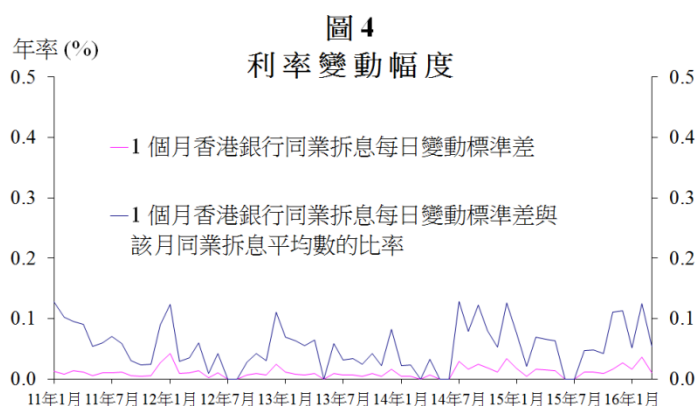 圖 4
年率 (%)
利率變動幅度
0.5 0.5
0.4 0.4
1 個月香港銀行同業拆息每日變動標準差
0.3 0.3
1 個月香港銀行同業拆息每日變動標準差與
該月同業拆息平均數的比率
0.2 0.2
0.1 0.1
0.0 0.0
11年1月 11年7月 12年1月 12年7月 13年1月 13年7月 14年1月 14年7月 15年1月 15年7月 16年1月